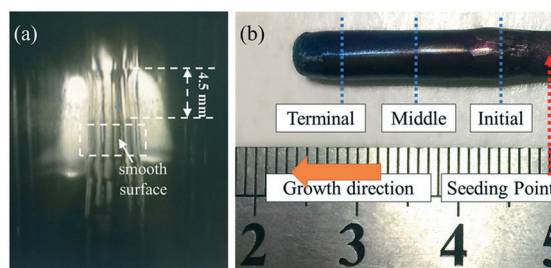 (a)
4.5 mm
smooth
surface
(b)
Terminal
Middle
Initial
Growth direction
Seeding Point
2
3
4
5